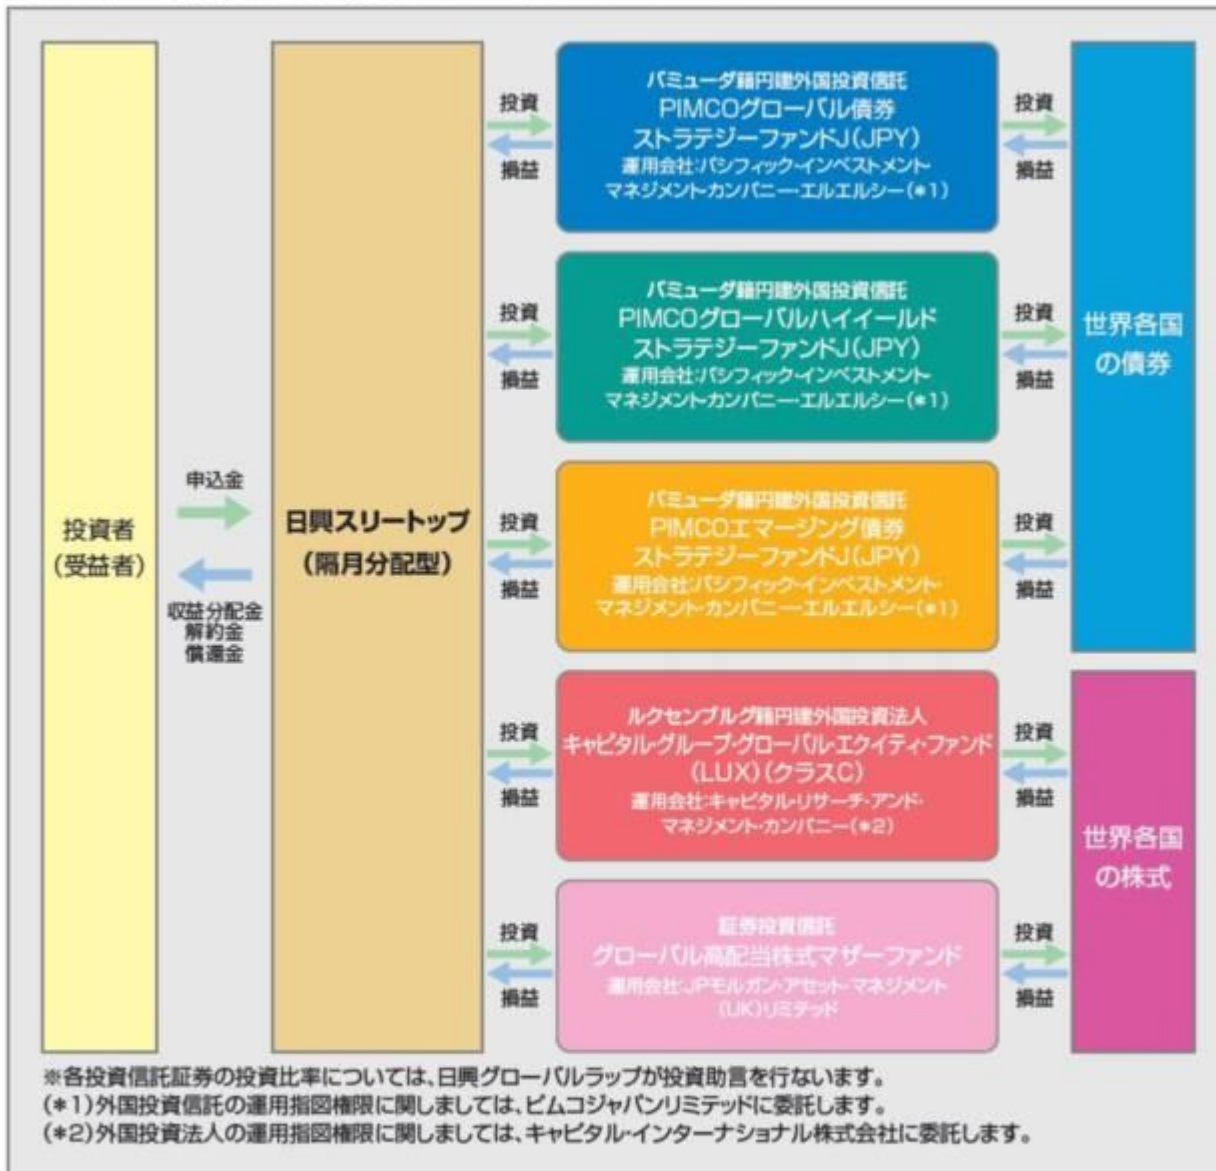 投資者
(受益者)
申込金
収益分配金
解約金
償還金
日興スリートップ
(隔月分配型)
投資
損益
バミューダ籍円建外国投資信託
PIMCOグローバル債券
ストラテジーファンドJ(JPY)
運用会社:パシフィック・インベストメント・
マネジメント・カンパニー・エルエルシー(*1)
投資
損益
投資
損益
バミューダ籍円建外国投資信託
PIMCOグローバルハイイールド
ストラテジーファンドJ(JPY)
運用会社:パシフィック・インベストメント・
マネジメント・カンパニー・エルエルシー(*1)
投資
損益
投資
損益
バミューダ籍円建外国投資信託
PIMCOエマージング債券
ストラテジーファンドJ(JPY)
運用会社:パシフィック・インベストメント・
マネジメント・カンパニー・エルエルシー(*1)
投資
損益
世界各国
の債券
投資
損益
ルクセンブルグ籍円建外国投資法人
キャピタル・グループ・グローバル・エクイティ・ファンド
(LUX)(クラスC)
運用会社:キャピタル・リサーチ・アンド・
マネジメント・カンパニー(*2)
投資
損益
投資
損益
証券投資信託
グローバル高配当株式マザーファンド
運用会社:JPモルガン・アセット・マネジメント
(UK)リミテッド
投資
損益
世界各国
の株式
※各投資信託証券の投資比率については、日興グローバルラップが投資助言を行ないます。
(*1)外国投資信託の運用指図権限に関しましては、ピムコジャパンリミテッドに委託します。
(*2)外国投資法人の運用指図権限に関しましては、キャピタル・インターナショナル株式会社に委託します。